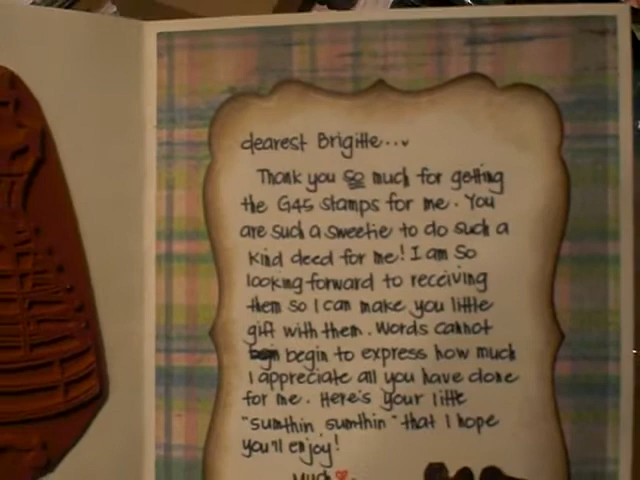 dearest Brigitte...
Thank you so much for getting
the G45 stamps for me. You
are such a sweetie to do such a
kind deed for me! I am so
looking forward to receiving
them so I can make you little
gift with them. Words cannot
begin begin to express how much
I appreciate all you have done
for me. Here's your little
"sumthin sumthin" that I hope
you'll enjoy!
Much